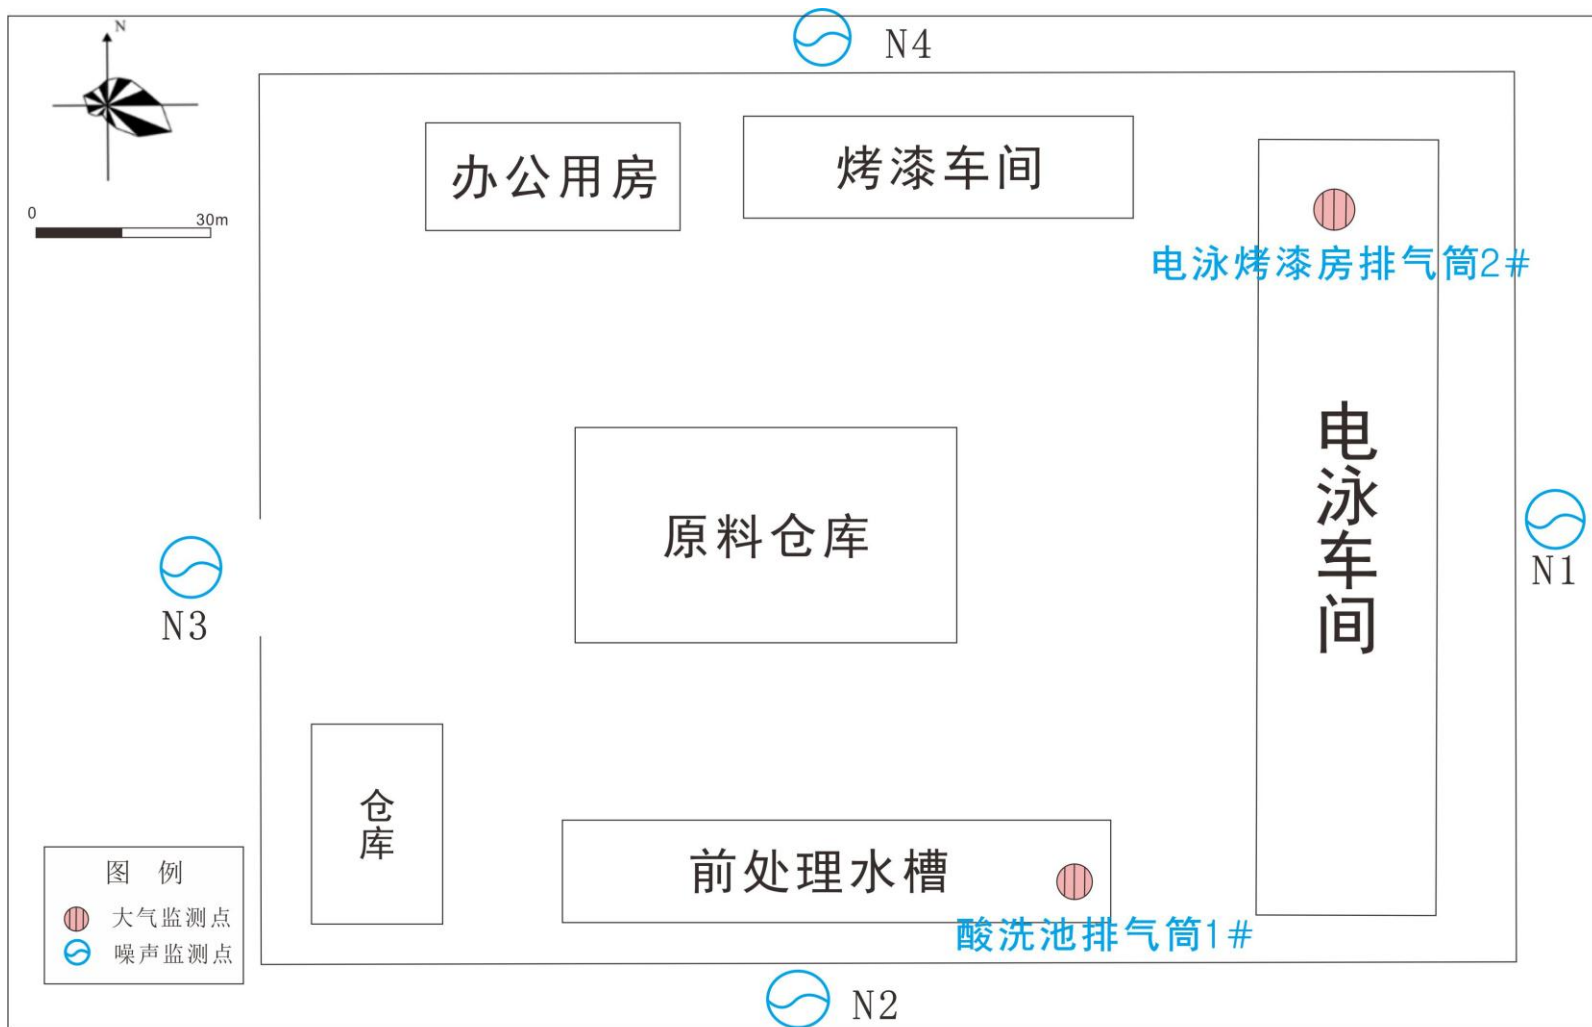 N
0 30m
N4
办公用房
烤漆车间
电泳烤漆房排气筒2#
电泳车间
原料仓库
N1
N3
仓库
前处理水槽
酸洗池排气筒1#
N2
图 例
大气监测点
噪声监测点